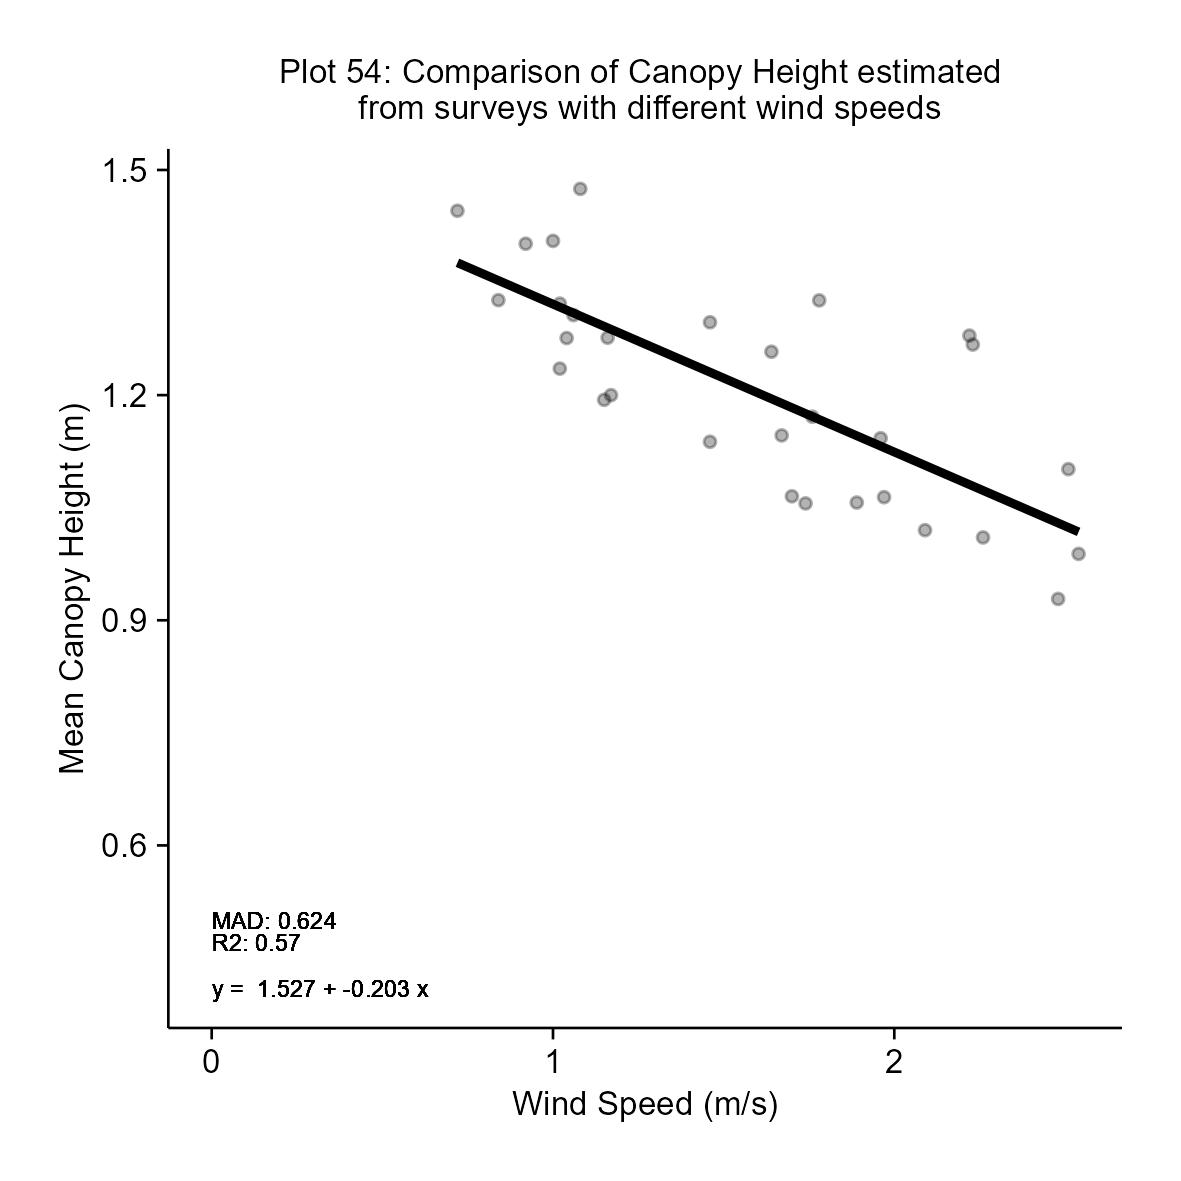 Plot 54: Comparison of Canopy Height estimated
from surveys with different wind speeds
1.5
1.2
0.9
0.6
Mean Canopy Height (m)
MAD: 0.624
R2: 0.57
y =  1.527 + -0.203 x
0
1
2
Wind Speed (m/s)